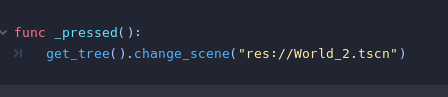 func _pressed():
get_tree().change_scene("res://World_2.tscn")